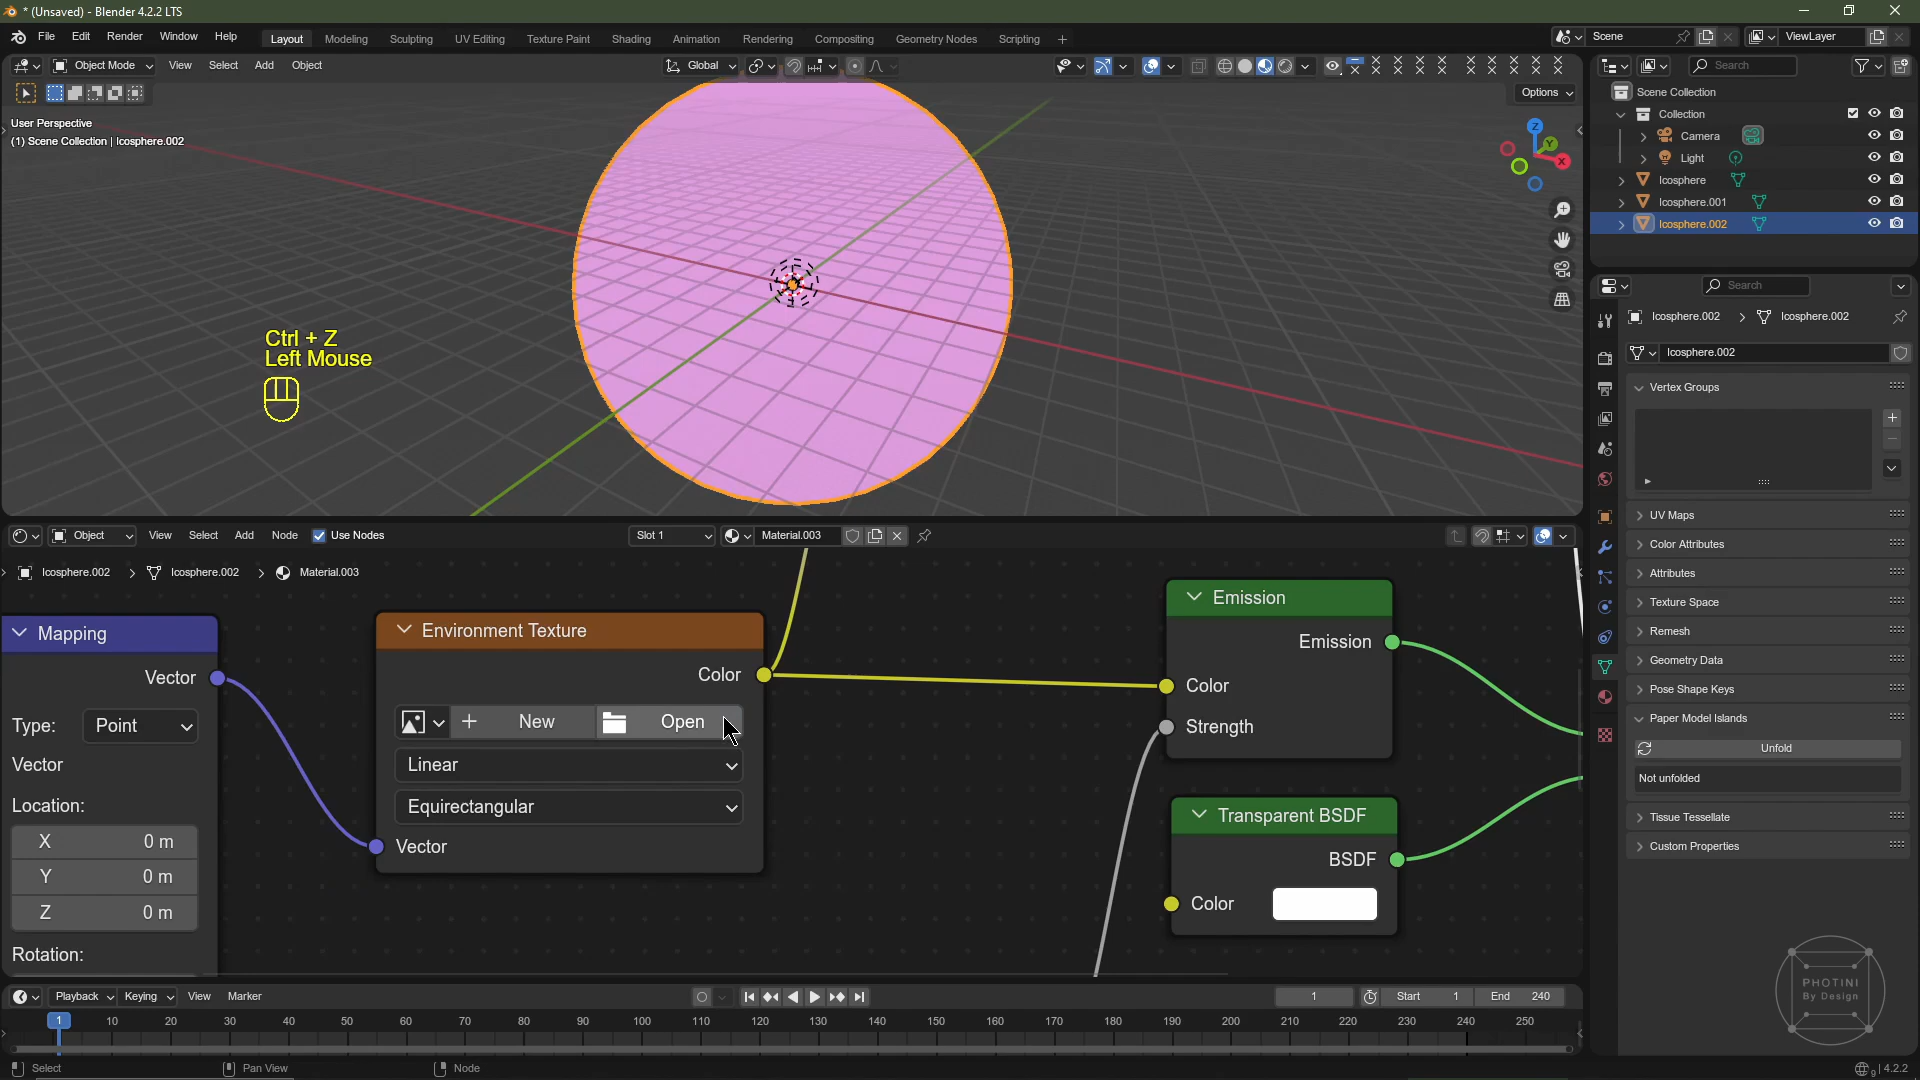 * (Unsaved) - Blender 4.2.2 LTS
File Edit Render Window Help Layout Modeling Sculpting UV Editing Texture Paint Shading Animation Rendering Compositing Geometry Nodes Scripting + Scene ViewLayer
Object Mode View Select Add Object Global Search
Options
User Perspective
(1) Scene Collection | Icosphere.002
Scene Collection
Collection
Camera
Light
Icosphere
Icosphere.001
Icosphere.002
Z
Y
X
Ctrl + Z
Left Mouse
Search
Icosphere.002 > Icosphere.002
Icosphere.002
Vertex Groups
UV Maps
Color Attributes
Attributes
Texture Space
Remesh
Geometry Data
Pose Shape Keys
Paper Model Islands
Unfold
Not unfolded
Tissue Tessellate
Custom Properties
Object View Select Add Node Use Nodes Slot 1 Material.003
Icosphere.002 > Icosphere.002 > Material.003
Mapping
Vector
Type: Point
Vector
Location:
X 0 m
Y 0 m
Z 0 m
Rotation:
Environment Texture
Color
New Open
Linear
Equirectangular
Vector
Emission
Emission
Color
Strength
Transparent BSDF
BSDF
Color
PHOTINI
By Design
Playback Keying View Marker 1 Start 1 End 240
1 10 20 30 40 50 60 70 80 90 100 110 120 130 140 150 160 170 180 190 200 210 220 230 240 250
Select Pan View Node 9 | 4.2.2